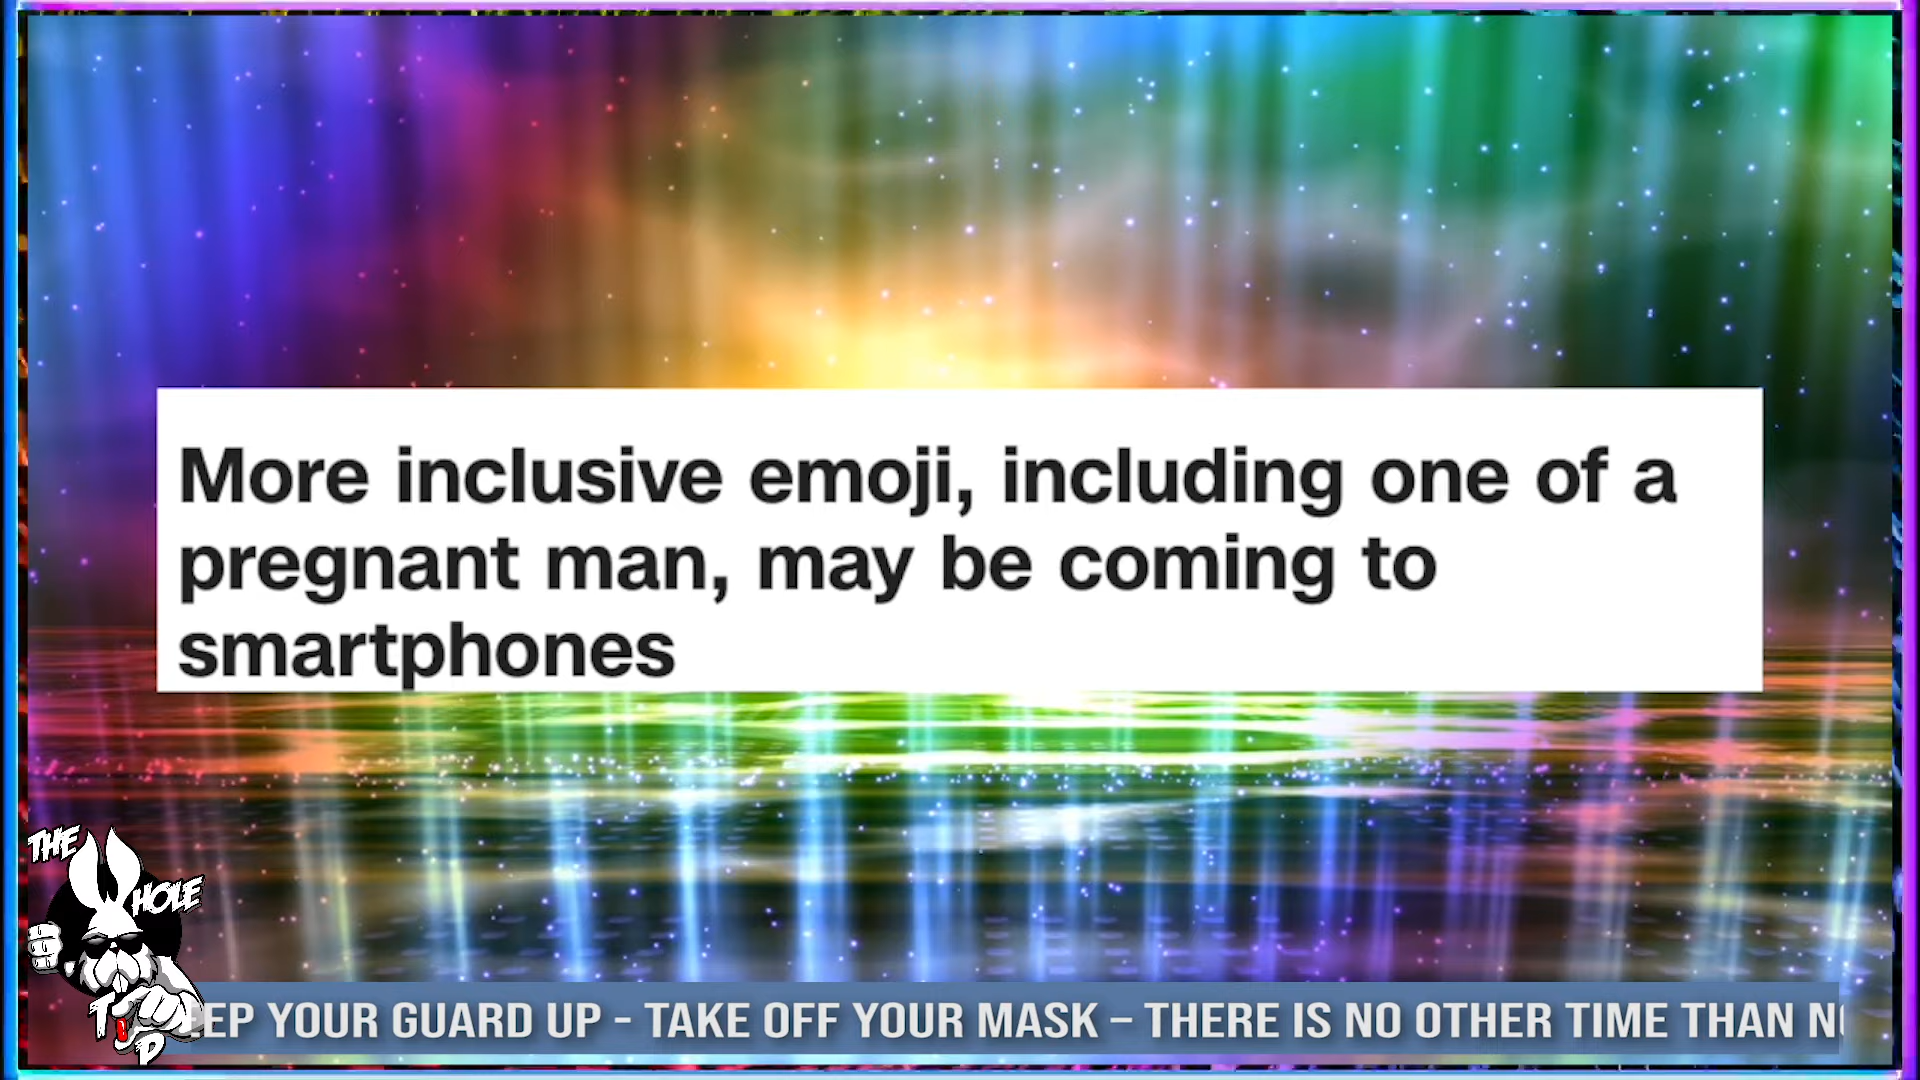 More inclusive emoji, including one of a
pregnant man, may be coming to
smartphones
THE
HOLE
EP YOUR GUARD UP - TAKE OFF YOUR MASK – THERE IS NO OTHER TIME THAN